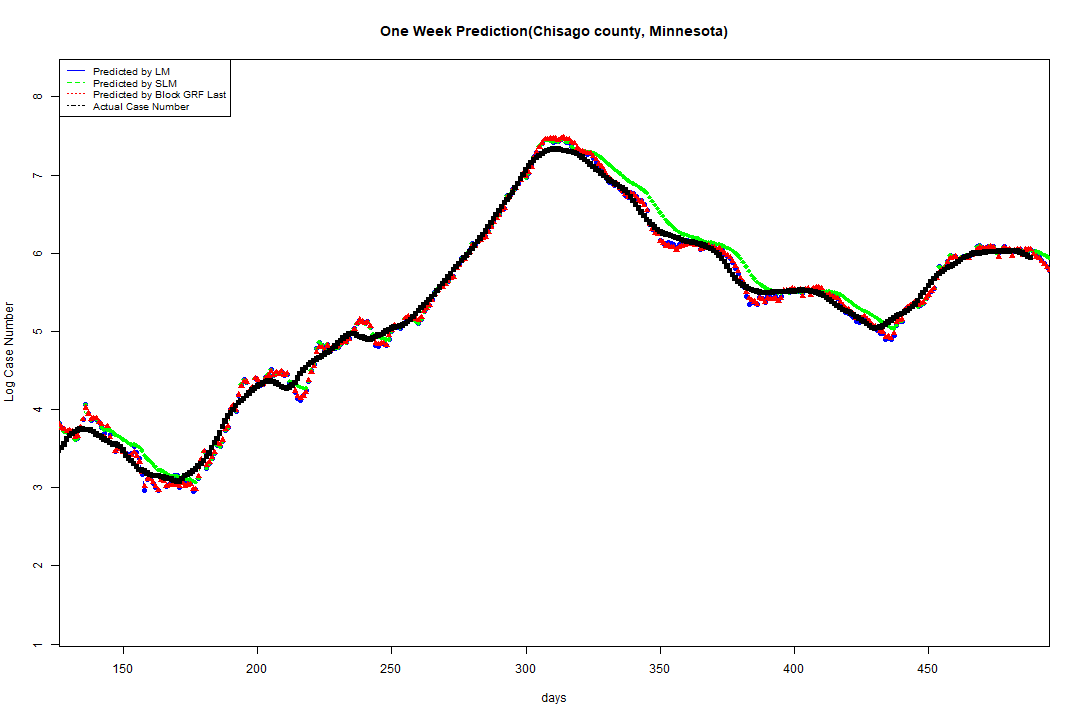 One Week Prediction(Chisago county, Minnesota)
Predicted by LM
Predicted by SLM
Predicted by Block GRF Last
Actual Case Number
Log Case Number
8
7
6
5
4
3
2
1
150 200 250 300 350 400 450
days